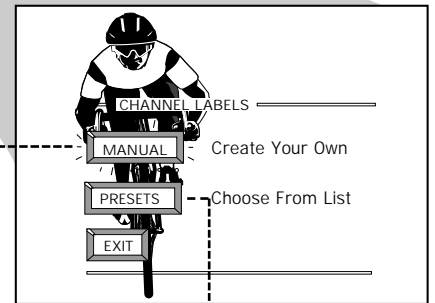 CHANNEL LABELS
MANUAL Create Your Own
PRESETS Choose From List
EXIT